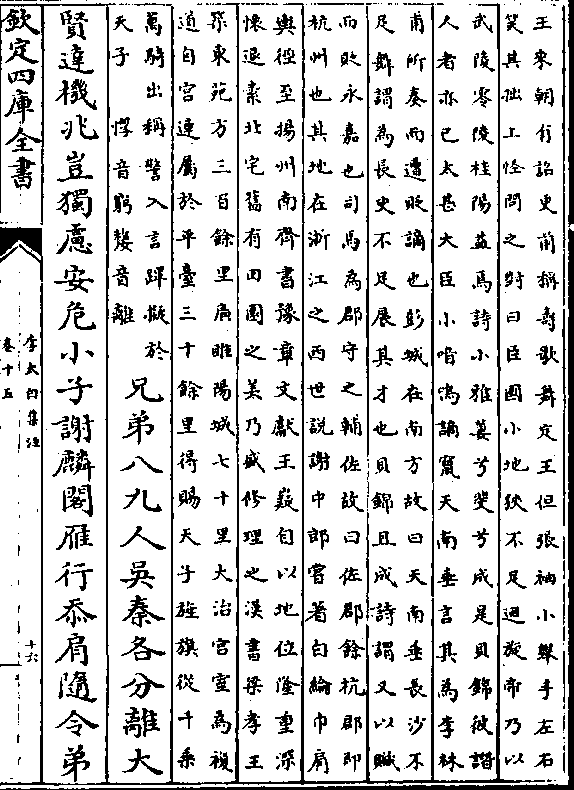 王來朝有詔更前稱壽歌舞定王但張袖小舉手左右
笑其拙上怪問之對曰臣國小地狹不足迴旋帝乃以
武陵零陵桂陽益焉詩小雅萋兮斐兮成是貝錦彼譖
人者亦已太甚大臣小喑嗚謫竄天南垂言其為李林
甫所奏而遭貶謫也彭城在南方故曰天南垂長沙不
足舞謂為長史不足展其才也貝錦且成詩謂又以贓
而敗永嘉也司馬為郡守之輔佐故曰佐郡餘杭郡即
杭州也其地在浙江之西世說謝中郎嘗著白綸巾肩
輿徑至揚州南齊書豫章文獻王嶷自以地位隆重深
懷退素北宅舊有田園之美乃盛修理之漢書梁孝王
築東苑方三百餘里廣睢陽城七十里大治宮室為複
道自宮連屬於平臺三十餘里得賜天子旌旗從千乘
萬騎出稱警入言蹕擬於
天子 悍音 嫠音離
兄弟八九人吳秦各分離大
賢達機兆豈獨慮安危小子謝麟閣雁行忝肩隨令弟
欽定四庫全書
李太白集注
卷十五
十六